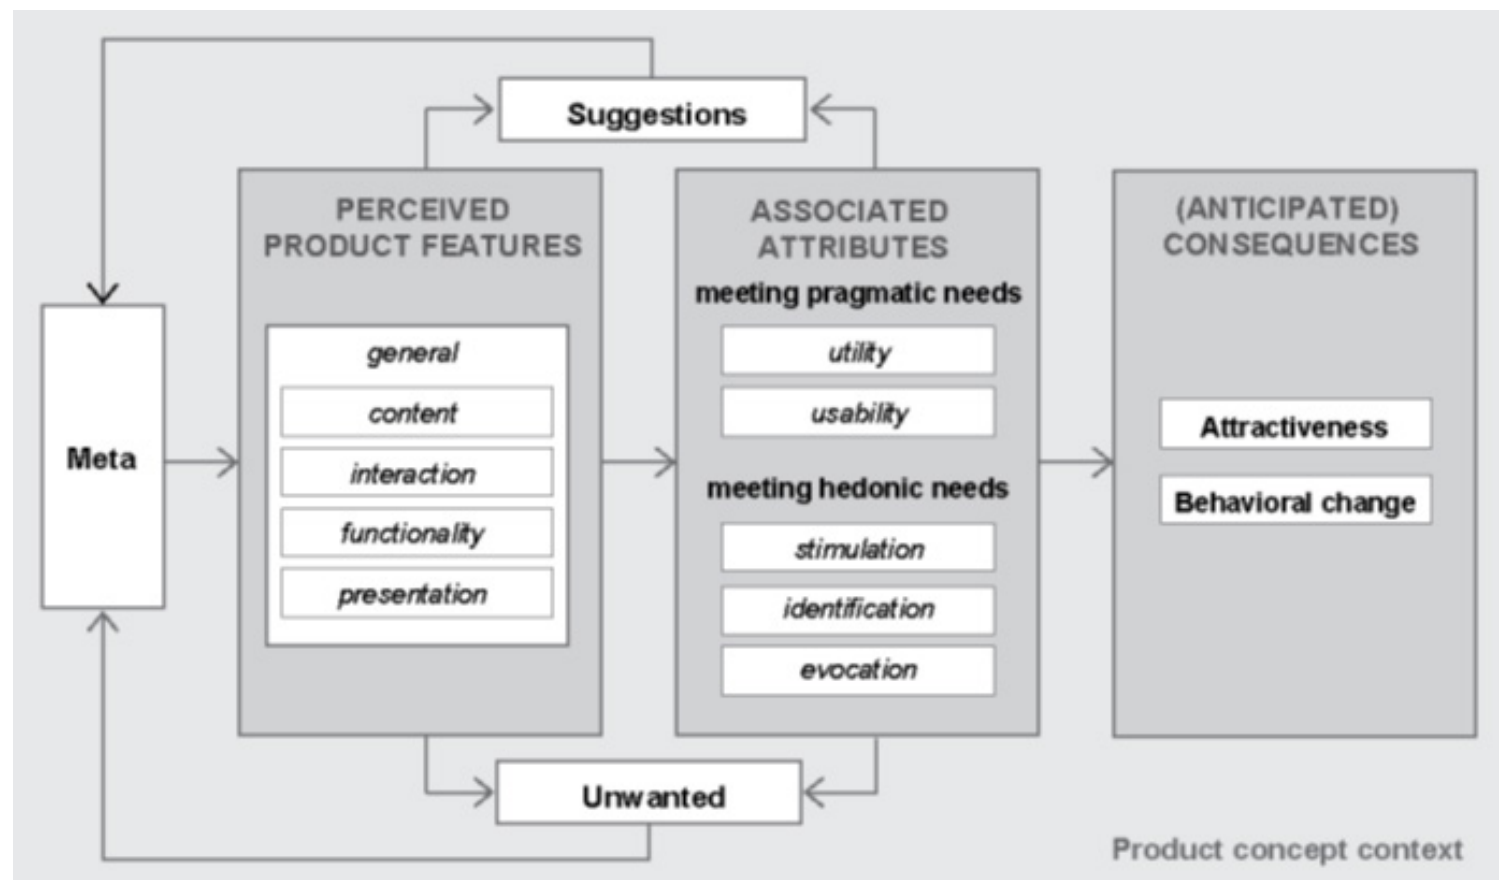 Suggestions
PERCEIVED
PRODUCT FEATURES
general
content
interaction
functionality
presentation
ASSOCIATED
ATTRIBUTES
meeting pragmatic needs
utility
usability
meeting hedonic needs
stimulation
identification
evocation
(ANTICIPATED)
CONSEQUENCES
Attractiveness
Behavioral change
Meta
Unwanted
Product concept context